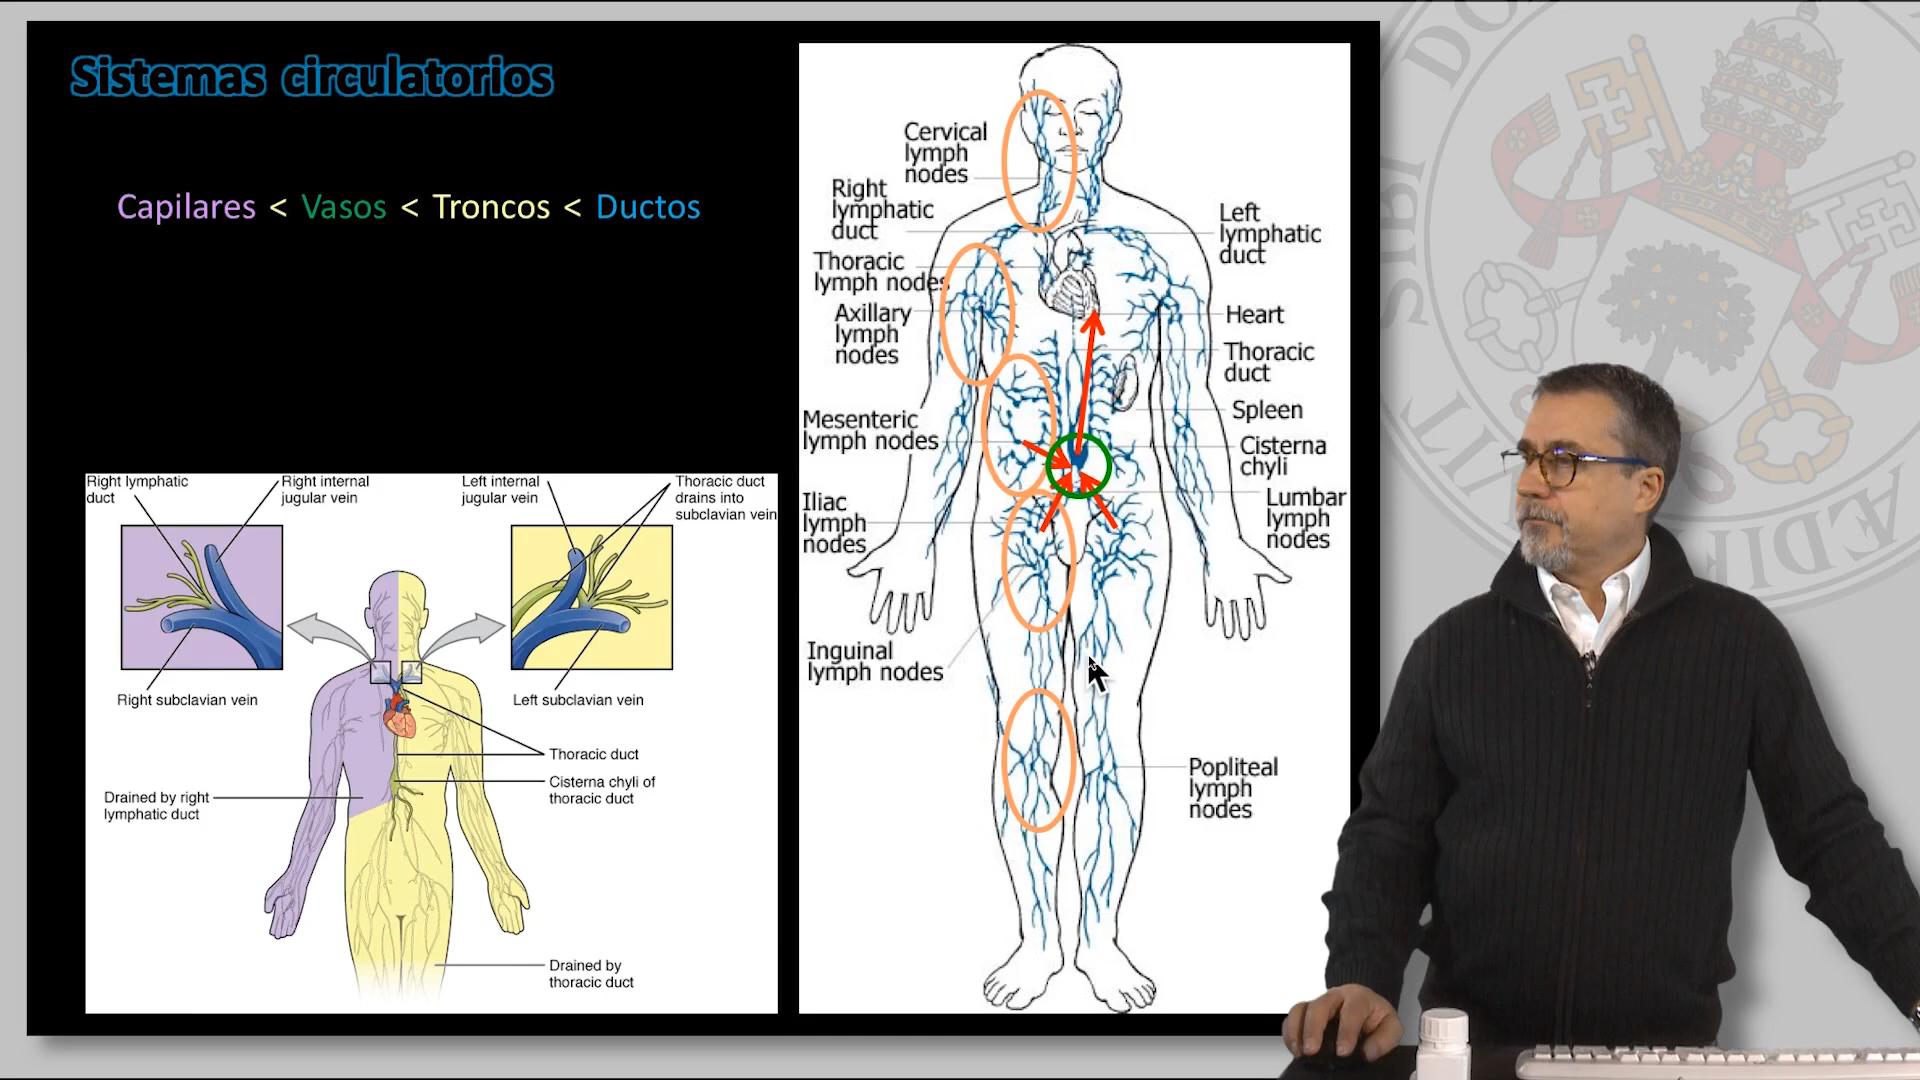 Sistemas circulatorios
Capilares < Vasos < Troncos < Ductos
Right lymphatic
duct
Right internal
jugular vein
Left internal
jugular vein
Thoracic duct
drains into
subclavian vein
Right subclavian vein
Left subclavian vein
Thoracic duct
Cisterna chyli of
thoracic duct
Drained by right
lymphatic duct
Drained by
thoracic duct
Cervical
lymph
nodes
Right
lymphatic
duct
Thoracic
lymph nodes
Axillary
lymph
nodes
Mesenteric
lymph nodes
Iliac
lymph
nodes
Inguinal
lymph nodes
Left
lymphatic
duct
Heart
Thoracic
duct
Spleen
Cisterna
chyli
Lumbar
lymph
nodes
Popliteal
lymph
nodes
SIBI
DO
ÆDIFI